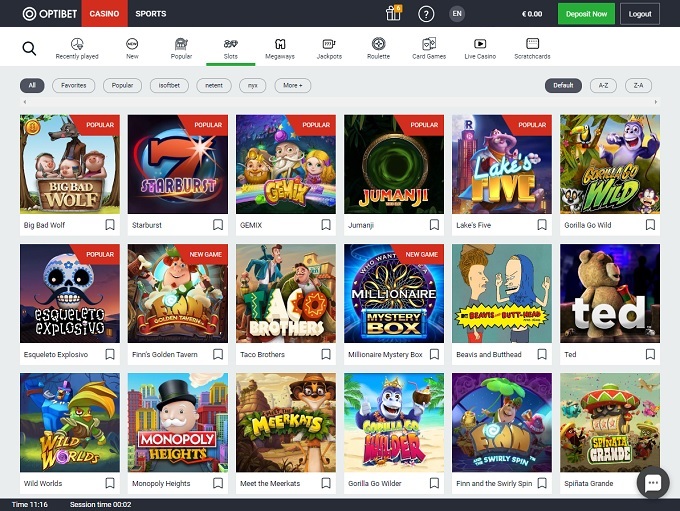 OPTIBET CASINO SPORTS 6 ? EN € 0.00 Deposit Now Logout
Recently played New Popular Slots Megaways Jackpots Roulette Card Games Live Casino Scratchcards
All Favorites Popular isoftbet netent nyx More + Default A-Z Z-A
POPULAR POPULAR POPULAR POPULAR POPULAR
BIG BAD WOLF
STARBURST
GEMIX
JUMANJI
Lake's FIVE
GORILLA GO WILD
Big Bad Wolf Starburst GEMIX Jumanji Lake's Five Gorilla Go Wild
POPULAR NEW GAME NEW GAME
esqueleto explosivo
FINN'S GOLDEN TAVERN
TACO BROTHERS
WHO WANTS TO BE A MILLIONAIRE MYSTERY BOX
BEAVIS AND BUTT-HEAD
ted
Esqueleto Explosivo Finn's Golden Tavern Taco Brothers Millionaire Mystery Box Beavis and Butthead Ted
WILD WORLDS
MONOPOLY HEIGHTS
MEET THE MEERKATS
GORILLA GO WILDER
FINN AND THE SWIRLY SPIN
SPIÑATA GRANDE
Wild Worlds Monopoly Heights Meet the Meerkats Gorilla Go Wilder Finn and the Swirly Spin Spiñata Grande
Time 11:16 Session time 00:02